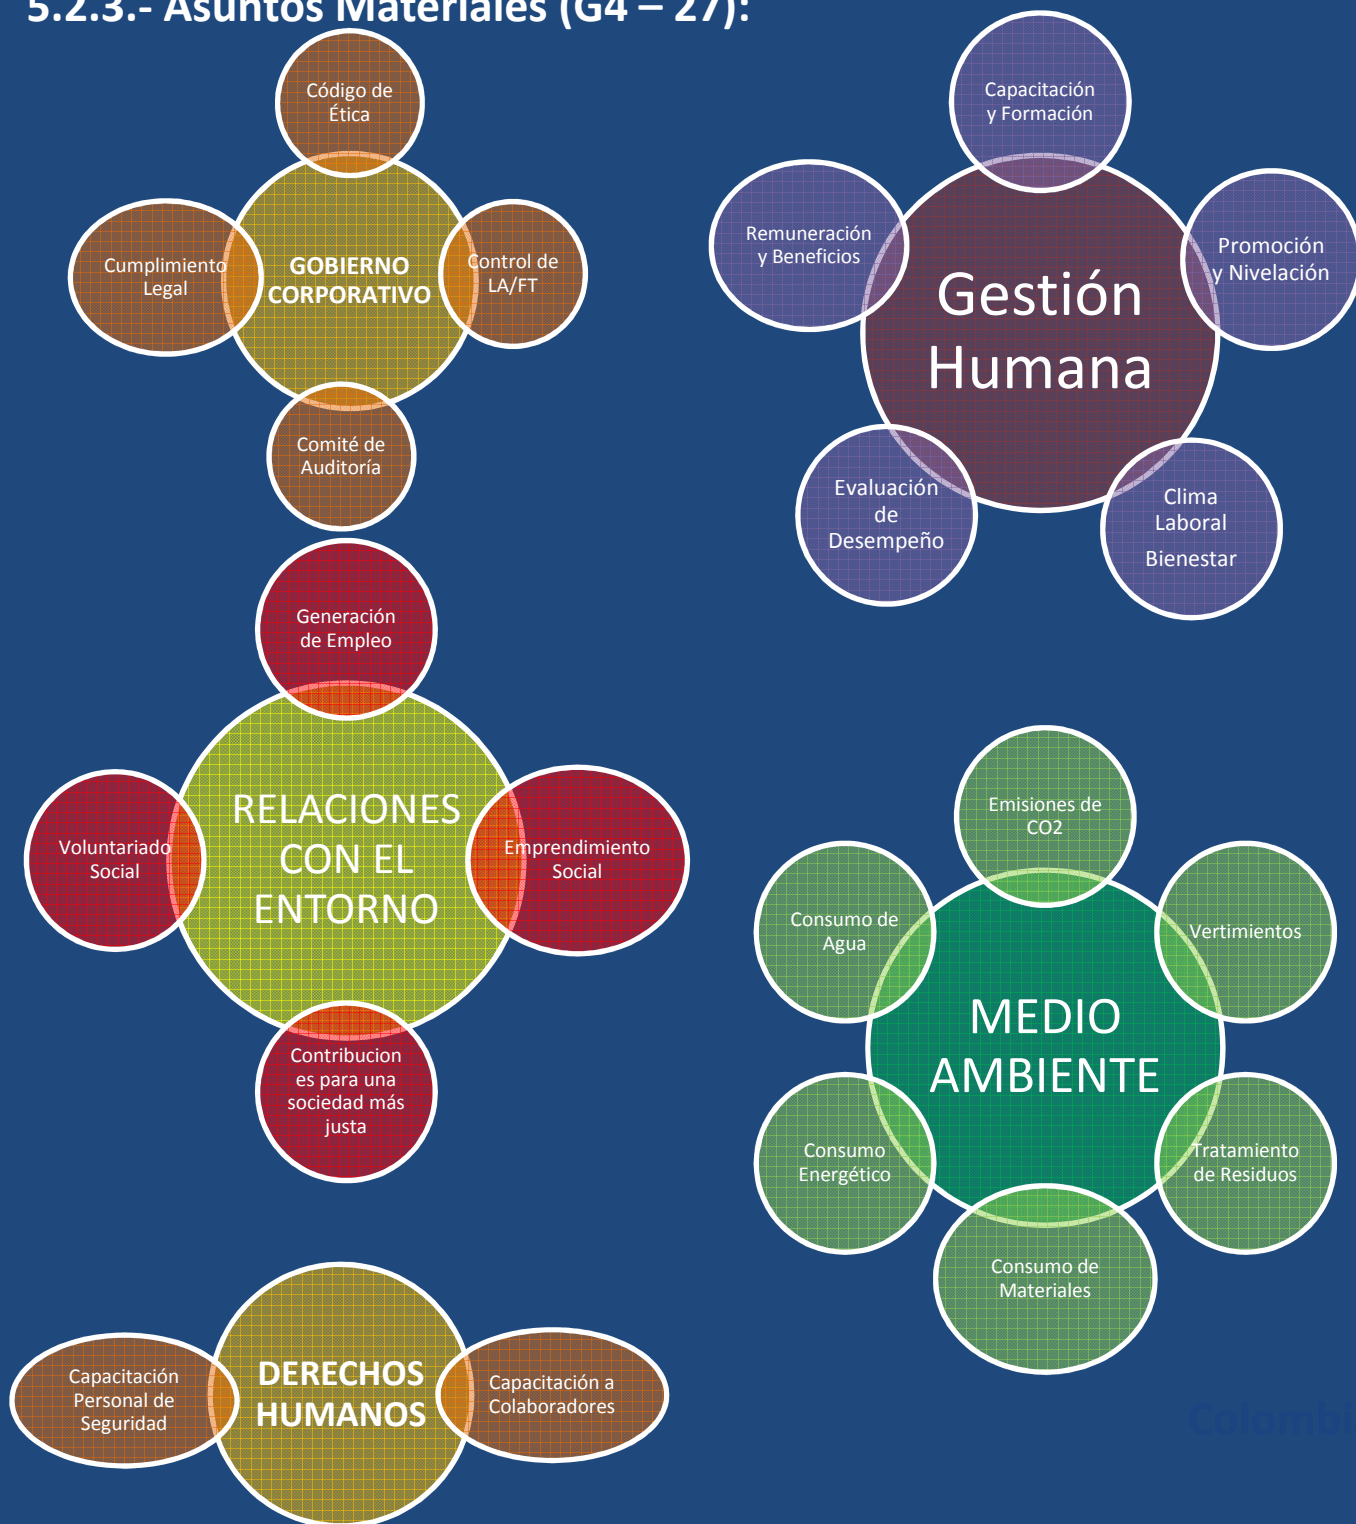 5.2.3.- Asuntos Materiales (G4 – 27):
Código de
Ética
Cumplimiento
Legal
GOBIERNO
CORPORATIVO
Control de
LA/FT
Comité de
Auditoría
Capacitación
y Formación
Remuneración
y Beneficios
Promoción
y Nivelación
Gestión
Humana
Evaluación
de
Desempeño
Clima
Laboral
Bienestar
Generación
de Empleo
Voluntariado
Social
RELACIONES
CON EL
ENTORNO
Emprendimiento
Social
Contribucion
es para una
sociedad más
justa
Emisiones de
CO2
Consumo de
Agua
Vertimientos
MEDIO
AMBIENTE
Consumo
Energético
Tratamiento
de Residuos
Consumo de
Materiales
Capacitación
Personal de
Seguridad
DERECHOS
HUMANOS
Capacitación a
Colaboradores
Colombi